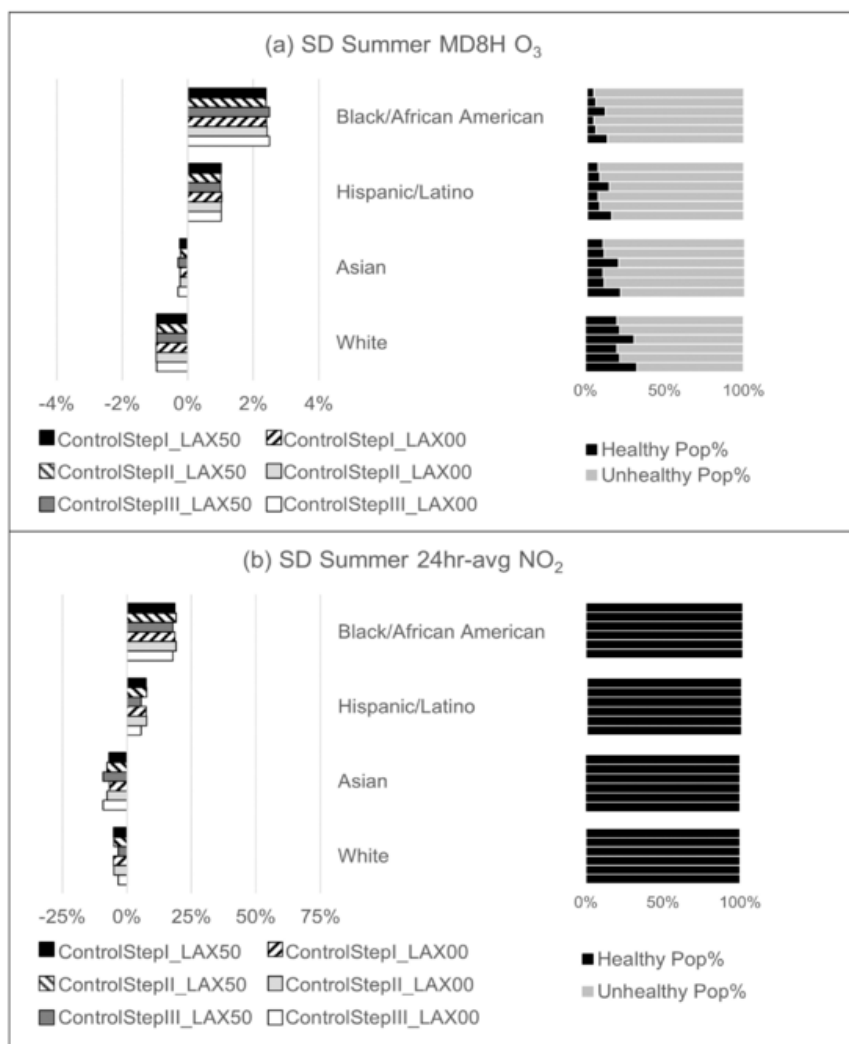 (a) SD Summer MD8H O₃
Black/African American
Hispanic/Latino
Asian
White
-4% -2% 0% 2% 4%
0% 50% 100%
ControlStepI_LAX50 ControlStepI_LAX00
ControlStepII_LAX50 ControlStepII_LAX00
ControlStepIII_LAX50 ControlStepIII_LAX00
Healthy Pop%
Unhealthy Pop%
(b) SD Summer 24hr-avg NO₂
Black/African American
Hispanic/Latino
Asian
White
-25% 0% 25% 50% 75%
0% 50% 100%
ControlStepI_LAX50 ControlStepI_LAX00
ControlStepII_LAX50 ControlStepII_LAX00
ControlStepIII_LAX50 ControlStepIII_LAX00
Healthy Pop%
Unhealthy Pop%